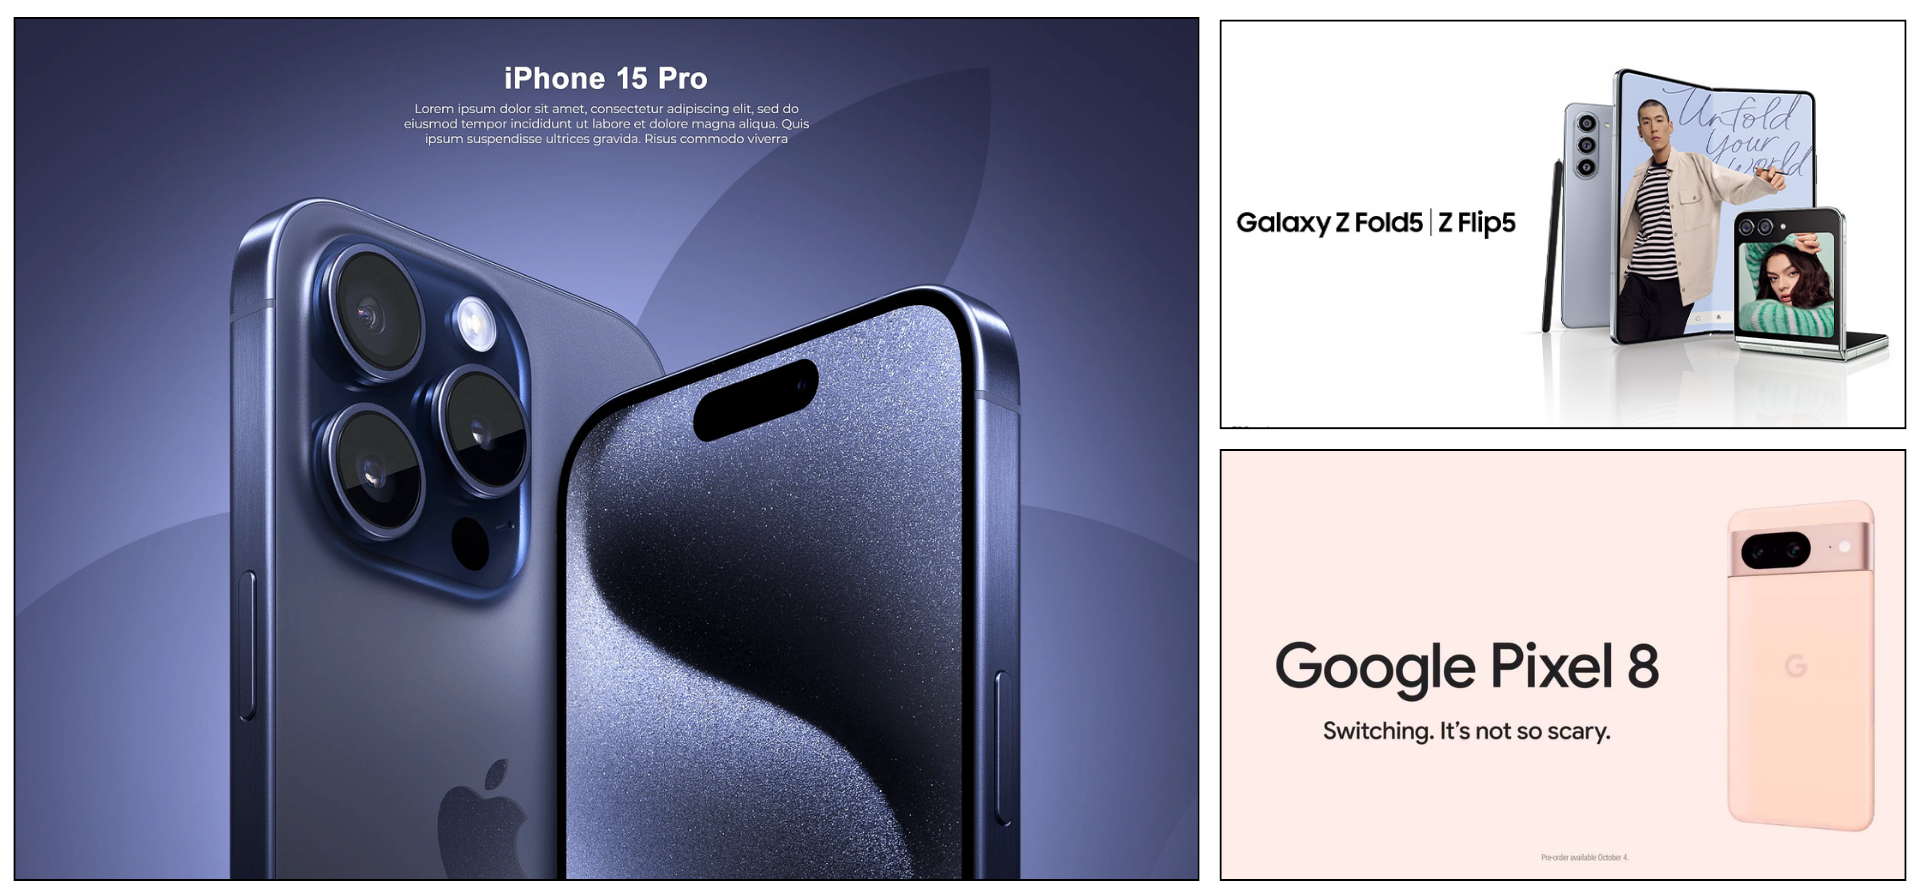 iPhone 15 Pro
Lorem ipsum dolor sit amet, consectetur adipiscing elit, sed do
eiusmod tempor incididunt ut labore et dolore magna aliqua. Quis
ipsum suspendisse ultrices gravida. Risus commodo viverra
Galaxy Z Fold5 | Z Flip5
Unfold
Your
world
Google Pixel 8
Switching. It's not so scary.
G
Pre-order available October 4.